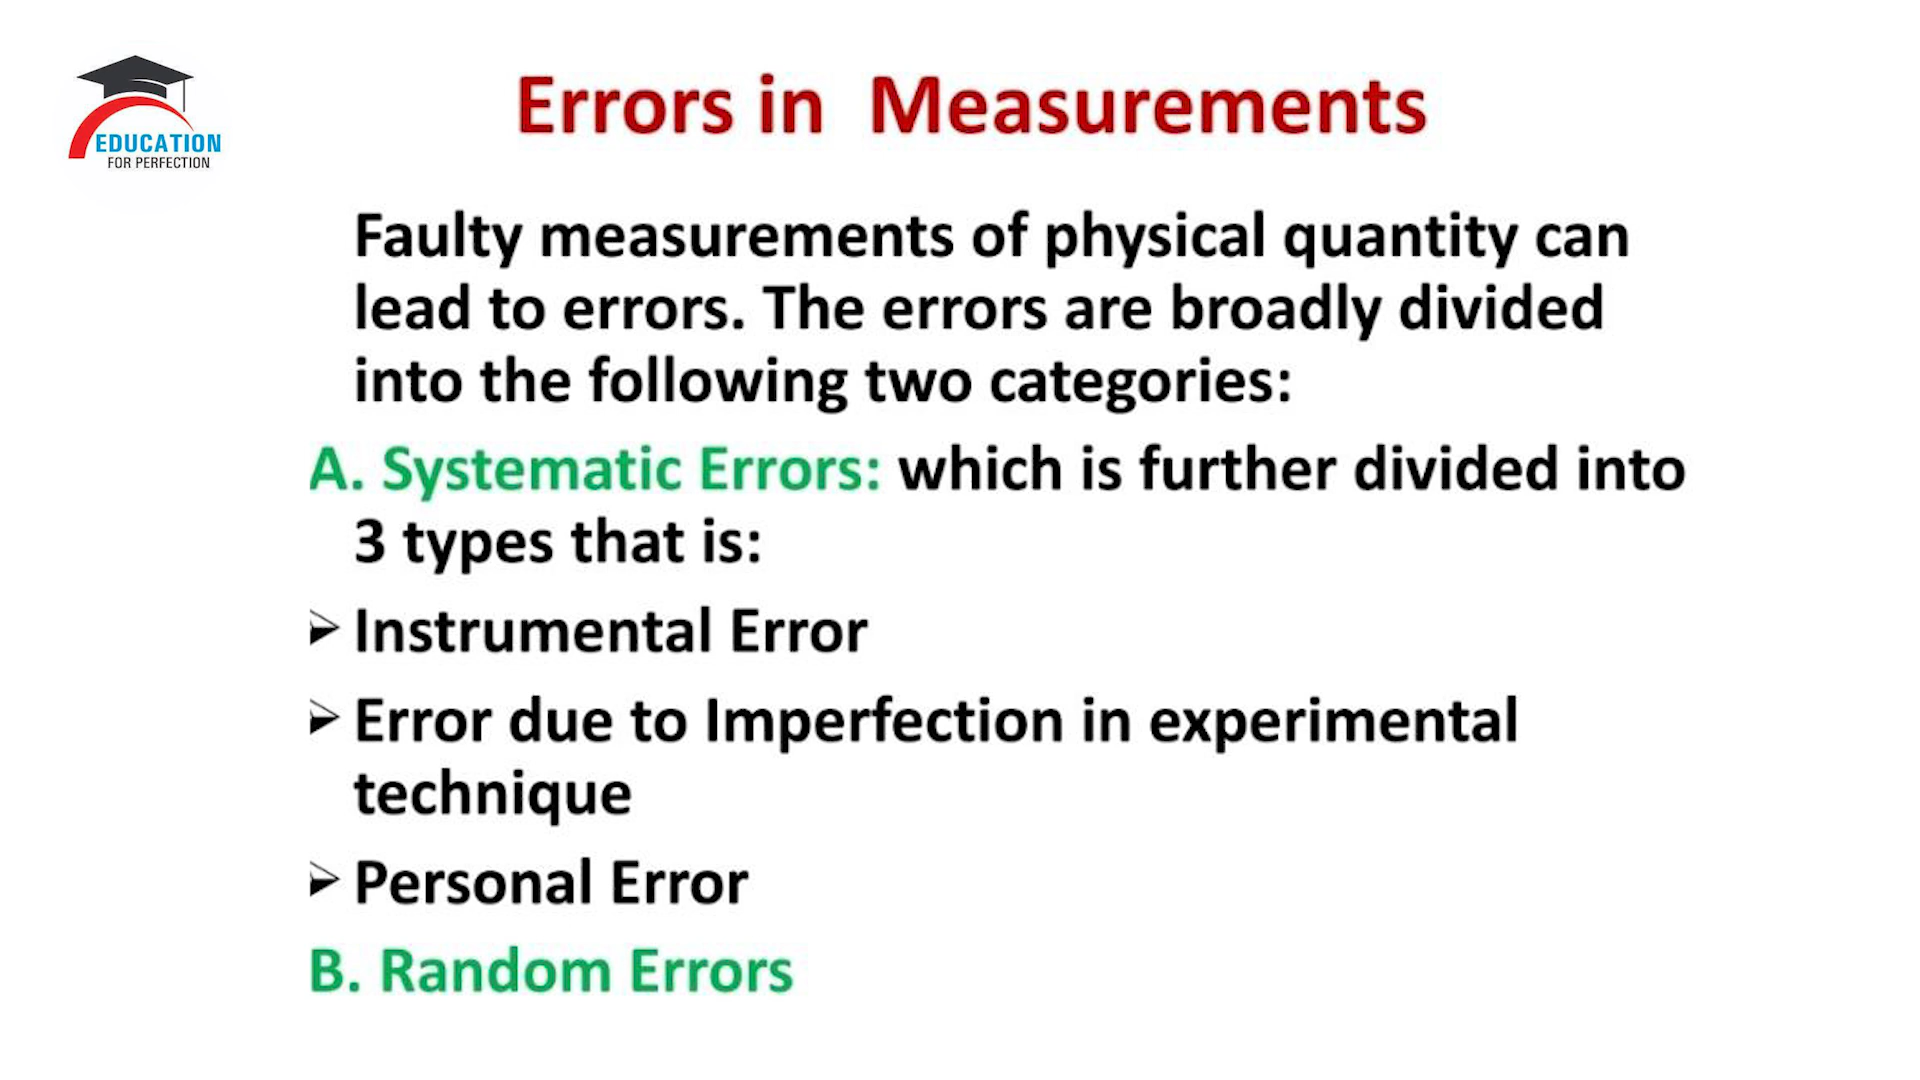 EDUCATION
FOR PERFECTION
Errors in Measurements
Faulty measurements of physical quantity can
lead to errors. The errors are broadly divided
into the following two categories:
A. Systematic Errors: which is further divided into
3 types that is:
➢ Instrumental Error
➢ Error due to Imperfection in experimental
technique
➢ Personal Error
B. Random Errors